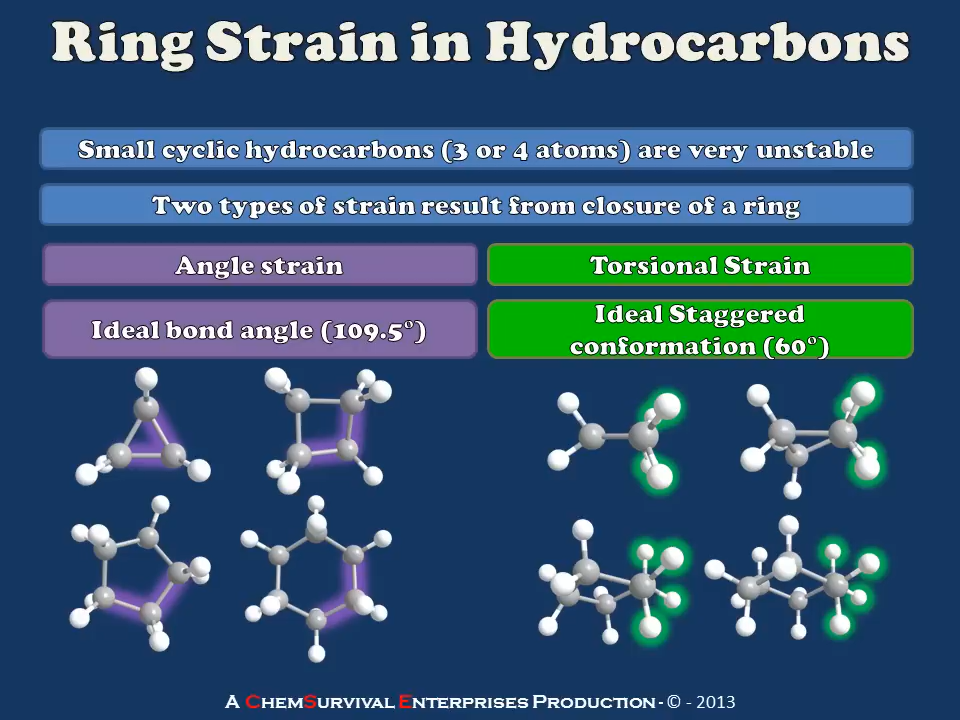 Ring Strain in Hydrocarbons
Small cyclic hydrocarbons (3 or 4 atoms) are very unstable
Two types of strain result from closure of a ring
Angle strain
Torsional Strain
Ideal bond angle (109.5°)
Ideal Staggered
conformation (60°)
A ChemSurvival Enterprises Production - © - 2013